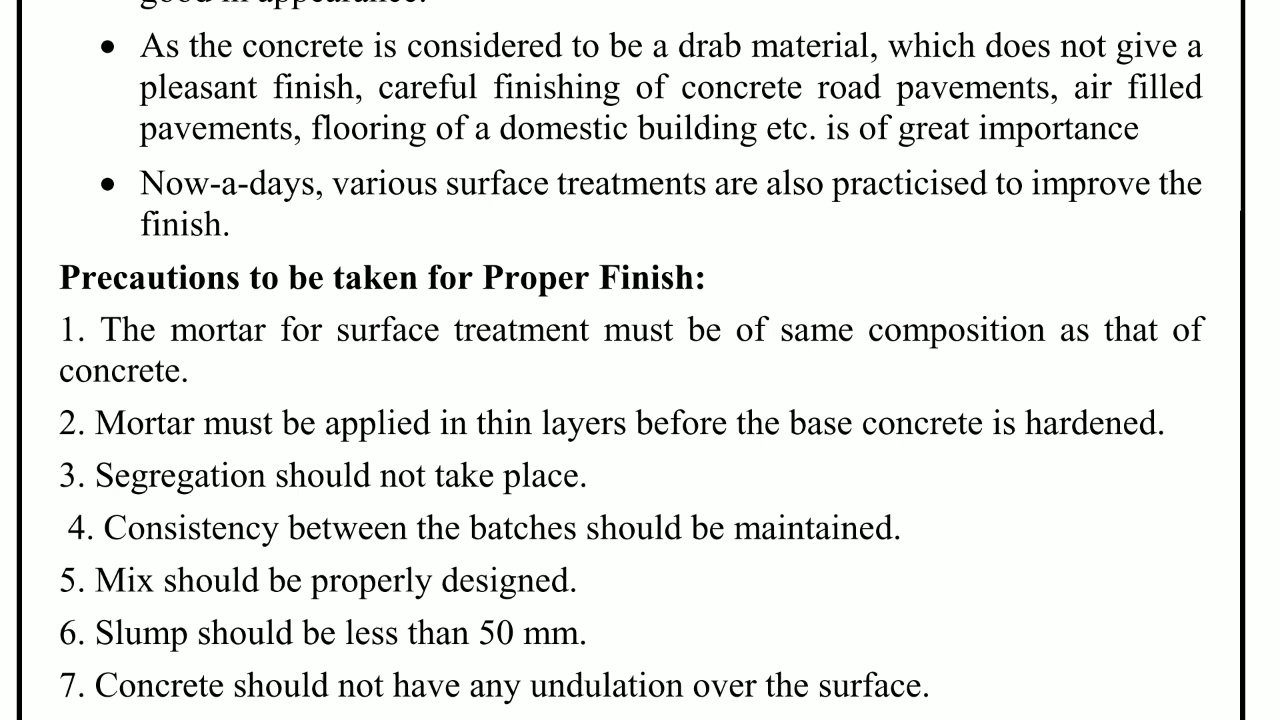 good in appearance.
• As the concrete is considered to be a drab material, which does not give a
pleasant finish, careful finishing of concrete road pavements, air filled
pavements, flooring of a domestic building etc. is of great importance
• Now-a-days, various surface treatments are also practicised to improve the
finish.
Precautions to be taken for Proper Finish:
1. The mortar for surface treatment must be of same composition as that of
concrete.
2. Mortar must be applied in thin layers before the base concrete is hardened.
3. Segregation should not take place.
4. Consistency between the batches should be maintained.
5. Mix should be properly designed.
6. Slump should be less than 50 mm.
7. Concrete should not have any undulation over the surface.